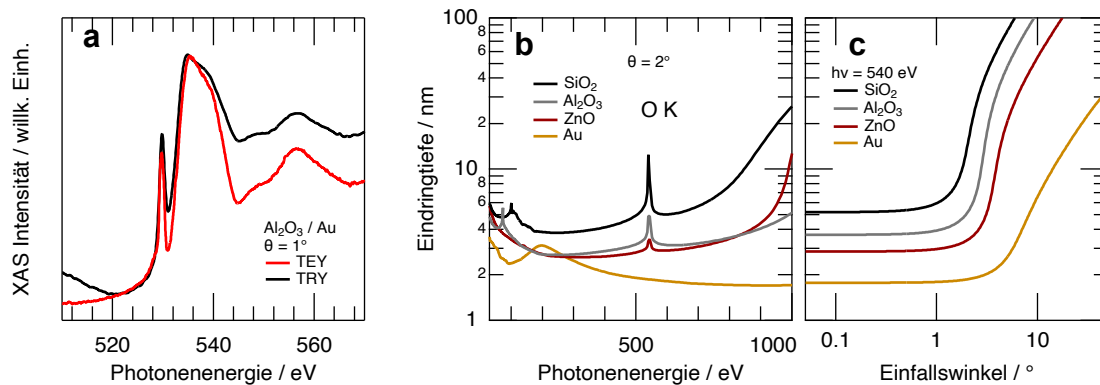 a
XAS Intensität / willk. Einh.
Al₂O₃ / Au
θ = 1°
TEY
TRY
520
540
560
Photonenenergie / eV
b
θ = 2°
SiO₂
Al₂O₃
ZnO
Au
O K
Eindringtiefe / nm
100
8
6
4
2
10
8
6
4
2
1
500
1000
Photonenenergie / eV
c
hv = 540 eV
SiO₂
Al₂O₃
ZnO
Au
0.1
1
10
Einfallswinkel / °